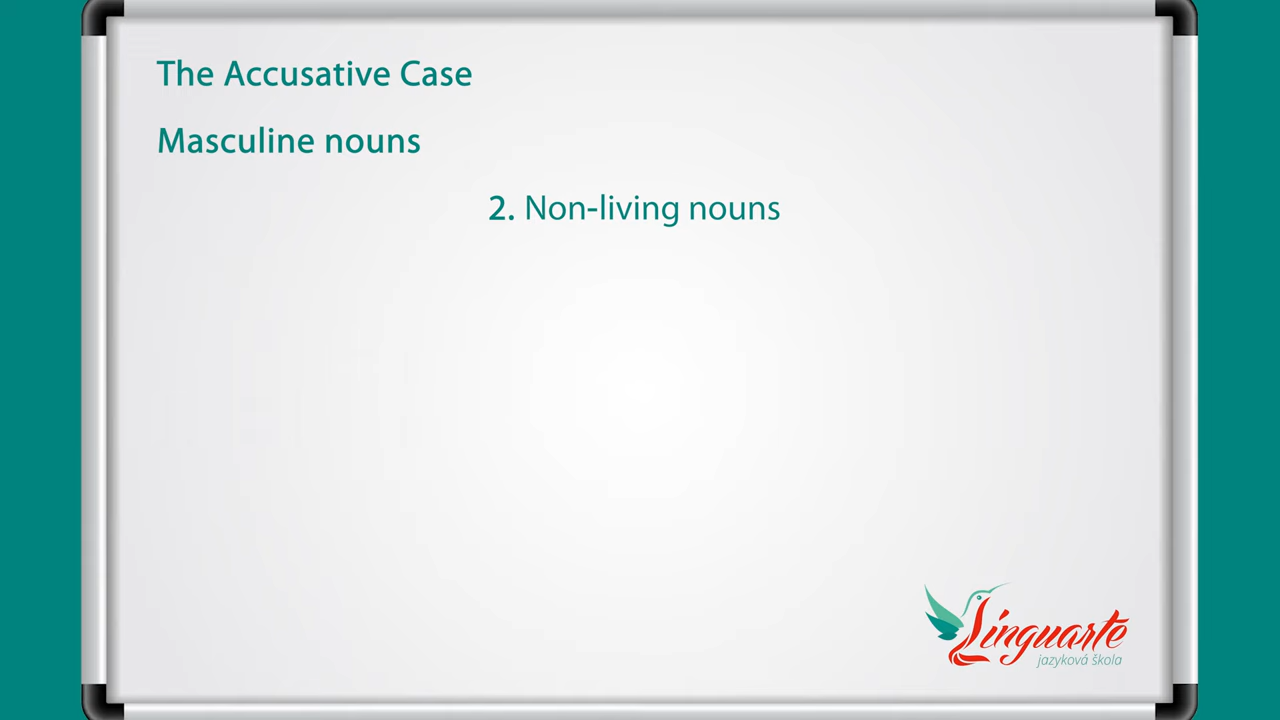 The Accusative Case
Masculine nouns
2. Non-living nouns
Linguarte
jazyková škola